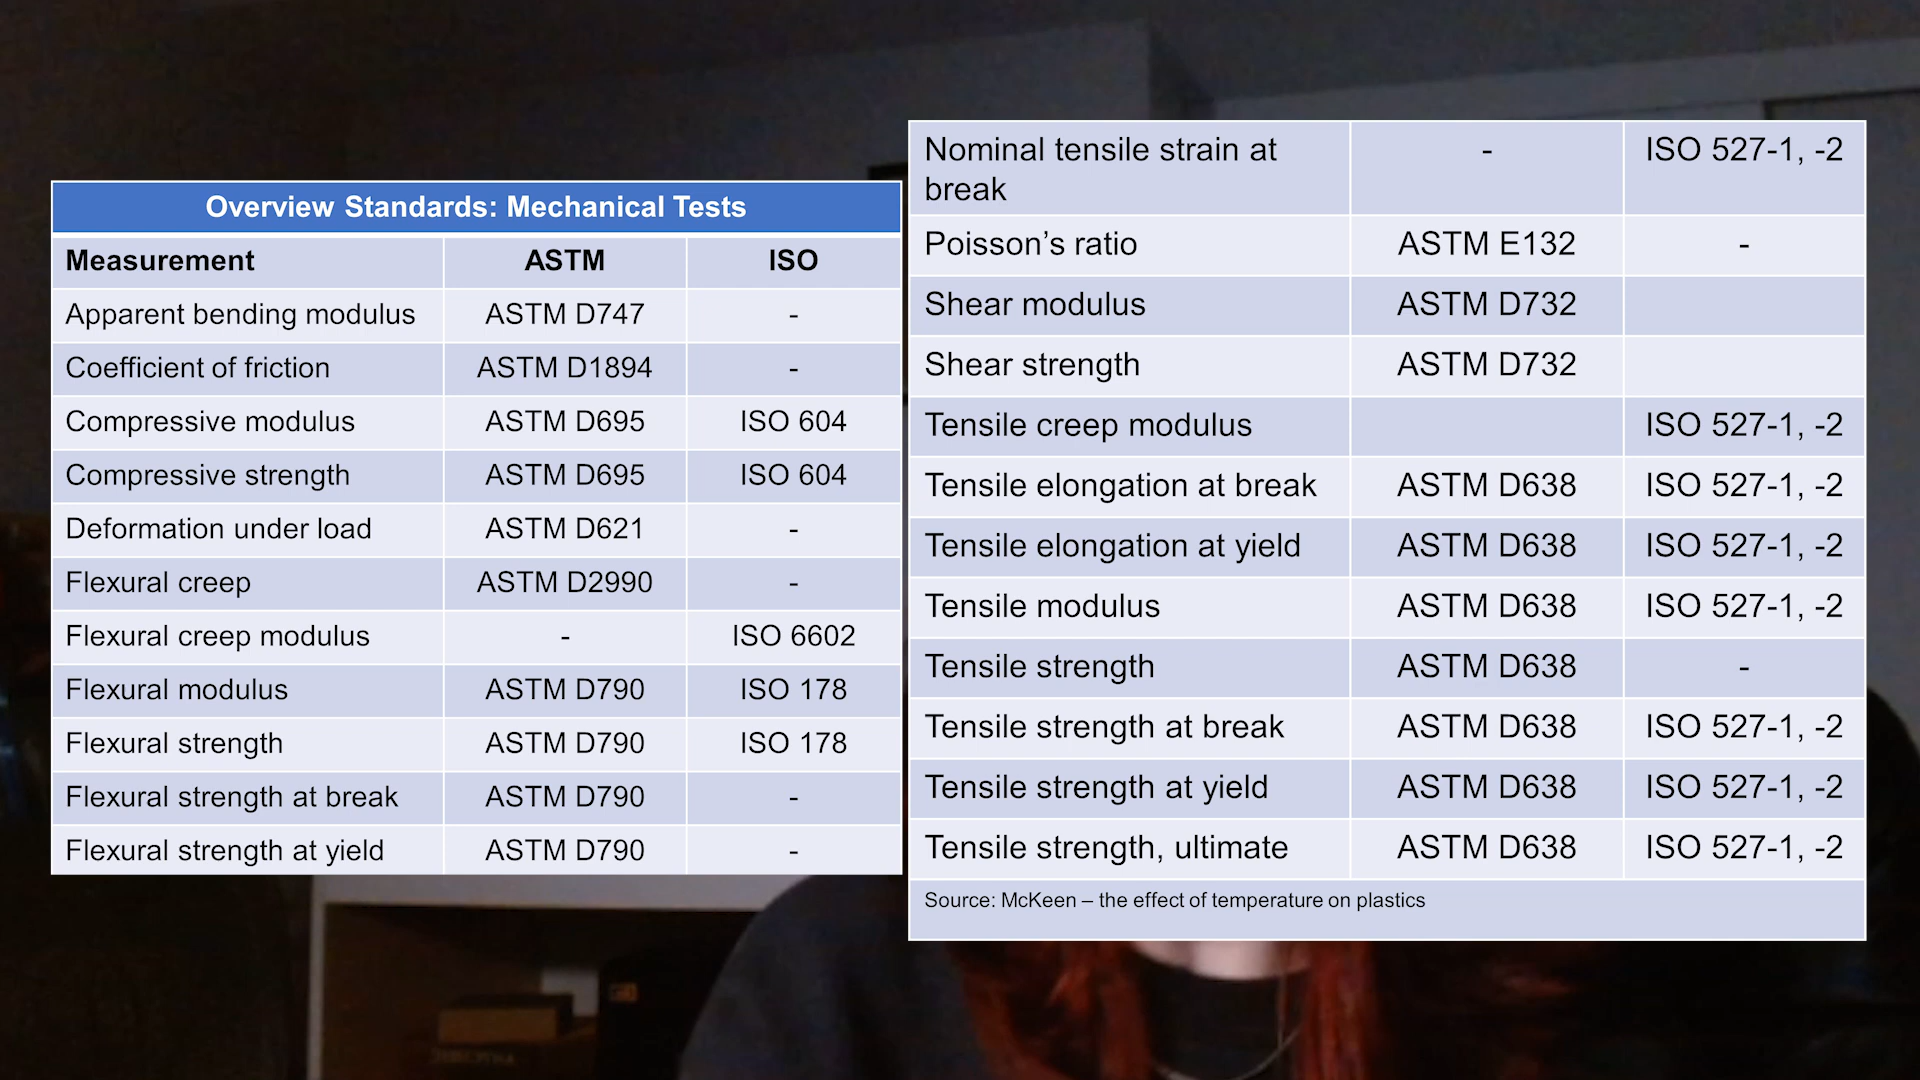 Overview Standards: Mechanical Tests
Measurement ASTM ISO
Apparent bending modulus ASTM D747 -
Coefficient of friction ASTM D1894 -
Compressive modulus ASTM D695 ISO 604
Compressive strength ASTM D695 ISO 604
Deformation under load ASTM D621 -
Flexural creep ASTM D2990 -
Flexural creep modulus - ISO 6602
Flexural modulus ASTM D790 ISO 178
Flexural strength ASTM D790 ISO 178
Flexural strength at break ASTM D790 -
Flexural strength at yield ASTM D790 -
Nominal tensile strain at - ISO 527-1, -2
break
Poisson’s ratio ASTM E132 -
Shear modulus ASTM D732
Shear strength ASTM D732
Tensile creep modulus ISO 527-1, -2
Tensile elongation at break ASTM D638 ISO 527-1, -2
Tensile elongation at yield ASTM D638 ISO 527-1, -2
Tensile modulus ASTM D638 ISO 527-1, -2
Tensile strength ASTM D638 -
Tensile strength at break ASTM D638 ISO 527-1, -2
Tensile strength at yield ASTM D638 ISO 527-1, -2
Tensile strength, ultimate ASTM D638 ISO 527-1, -2
Source: McKeen – the effect of temperature on plastics